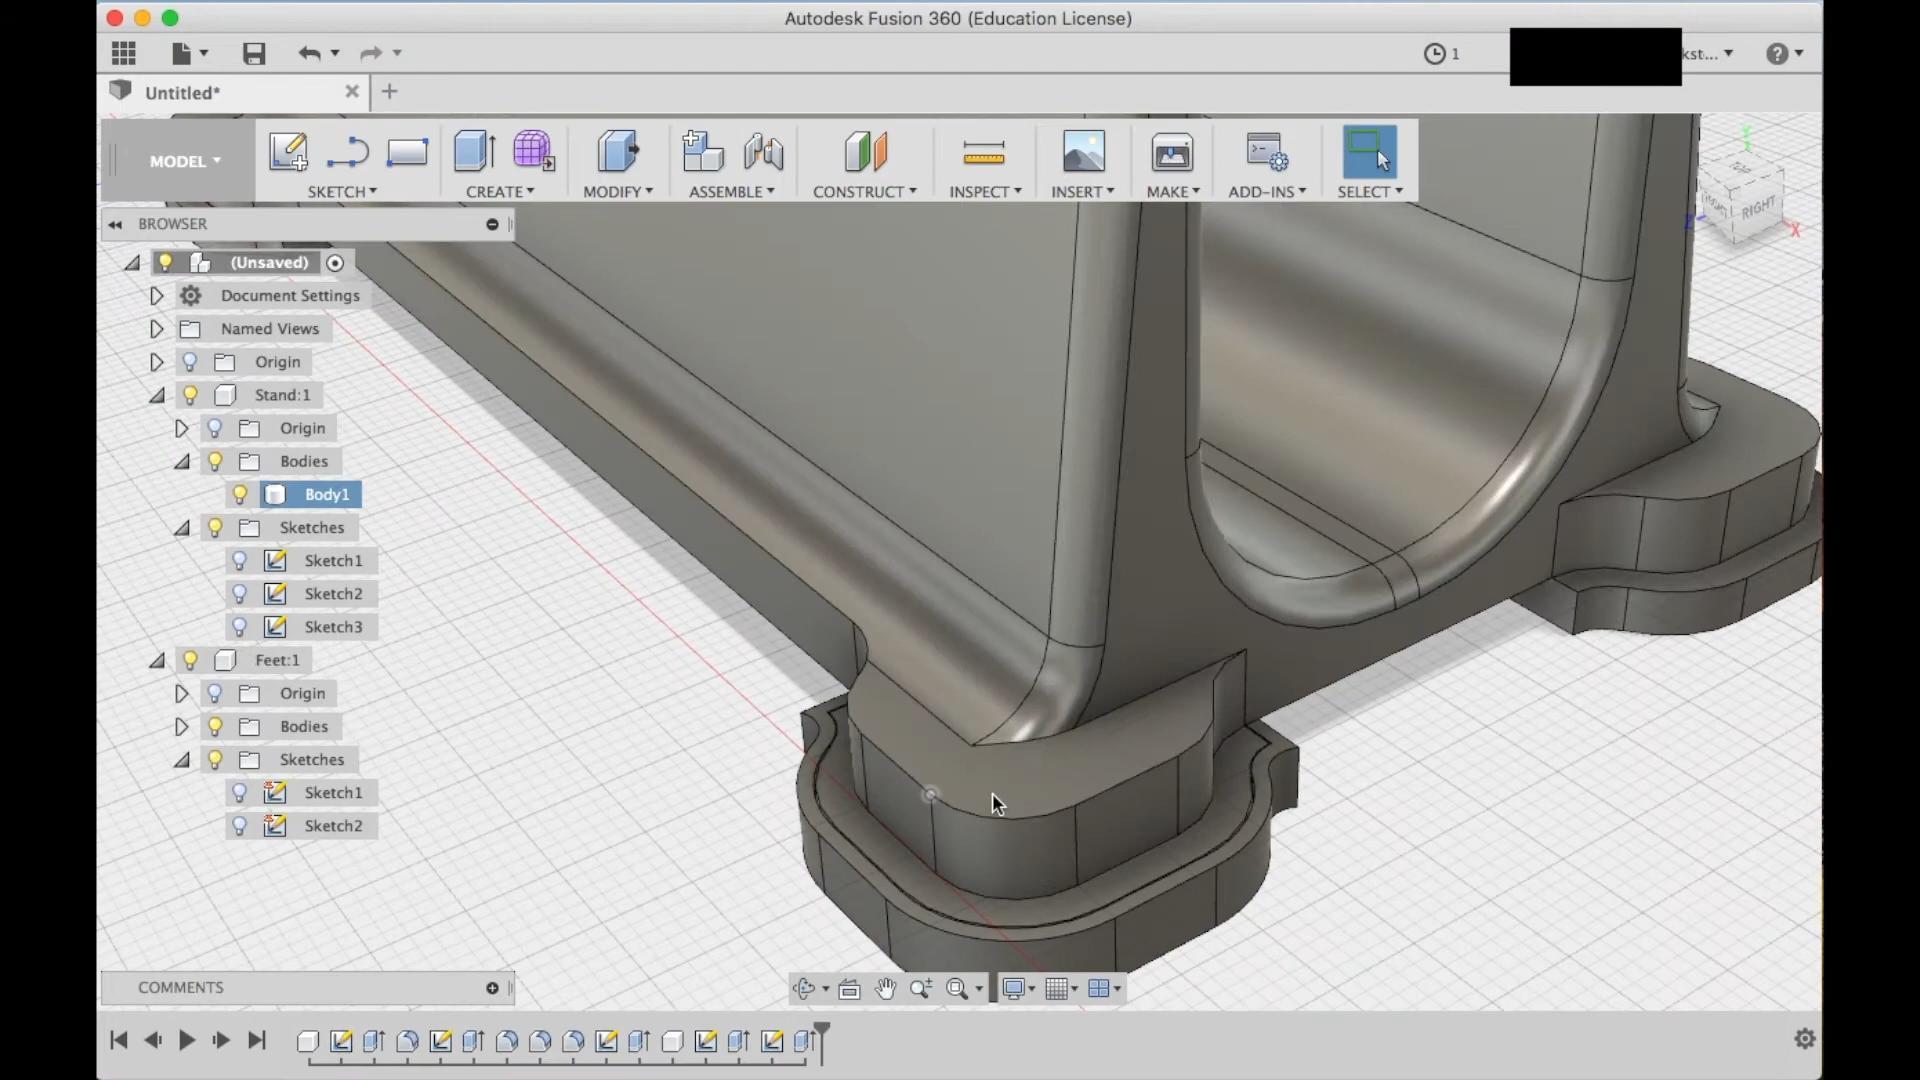 Autodesk Fusion 360 (Education License)
1
kst...
Untitled*
MODEL
SKETCH
CREATE
MODIFY
ASSEMBLE
CONSTRUCT
INSPECT
INSERT
MAKE
ADD-INS
SELECT
RIGHT
X
BROWSER
(Unsaved)
Document Settings
Named Views
Origin
Stand:1
Origin
Bodies
Body1
Sketches
Sketch1
Sketch2
Sketch3
Feet:1
Origin
Bodies
Sketches
Sketch1
Sketch2
COMMENTS